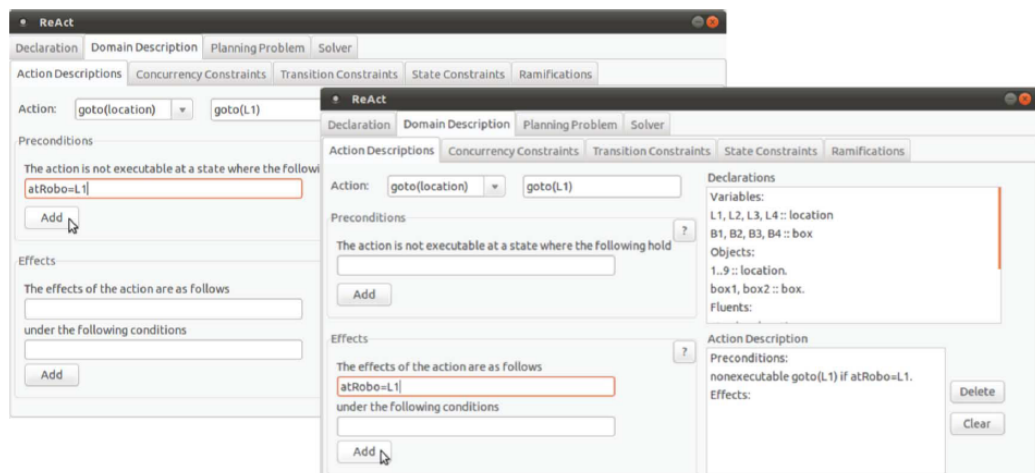 ReAct
Declaration Domain Description Planning Problem Solver
Action Descriptions Concurrency Constraints Transition Constraints State Constraints Ramifications
Action: goto(location) goto(L1)
Preconditions
The action is not executable at a state where the followi
atRobo=L1
Add
Effects
The effects of the action are as follows
under the following conditions
Add
ReAct
Declaration Domain Description Planning Problem Solver
Action Descriptions Concurrency Constraints Transition Constraints State Constraints Ramifications
Action: goto(location) goto(L1)
Preconditions
?
The action is not executable at a state where the following hold
Add
Effects
?
The effects of the action are as follows
atRobo=L1
under the following conditions
Add
Declarations
Variables:
L1, L2, L3, L4 :: location
B1, B2, B3, B4 :: box
Objects:
1..9 :: location.
box1, box2 :: box.
Fluents:
Action Description
Preconditions:
nonexecutable goto(L1) if atRobo=L1.
Effects:
Delete
Clear